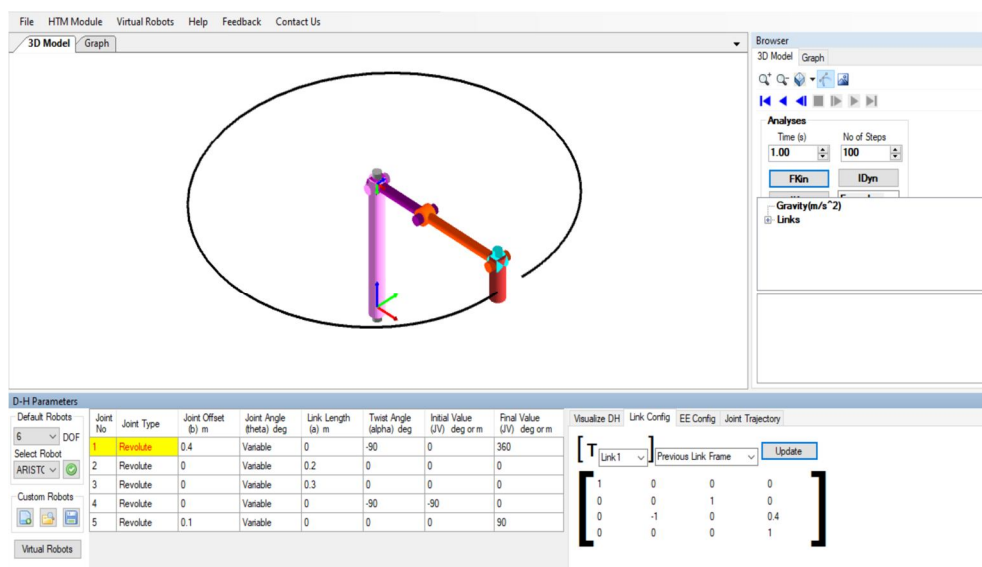 File HTM Module Virtual Robots Help Feedback Contact Us
3D Model Graph
Browser
3D Model Graph
Analyses
Time (s) No of Steps
1.00 100
FKin IDyn
Gravity(m/s^2)
Links
D-H Parameters
Default Robots
6 DOF
Select Robot
ARISTC
Custom Robots
Virtual Robots
Joint No Joint Type Joint Offset (b) m Joint Angle (theta) deg Link Length (a) m Twist Angle (alpha) deg Initial Value (JV) deg or m Final Value (JV) deg or m
1 Revolute 0.4 Variable 0 -90 0 360
2 Revolute 0 Variable 0.2 0 0 0
3 Revolute 0 Variable 0.3 0 0 0
4 Revolute 0 Variable 0 -90 -90 0
5 Revolute 0.1 Variable 0 0 0 90
Visualize DH Link Config EE Config Joint Trajectory
T Link1 Previous Link Frame Update
1 0 0 0
0 0 1 0
0 -1 0 0.4
0 0 0 1